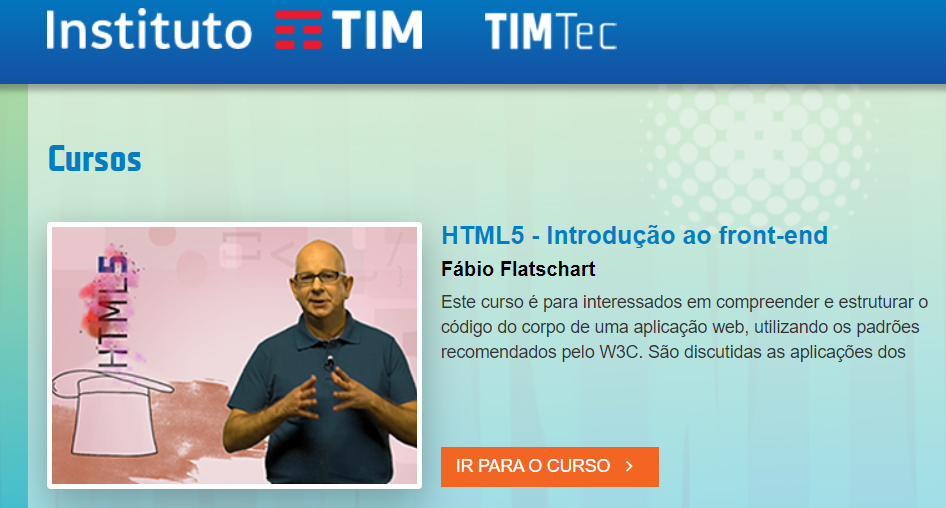 Instituto TIM TIMTec
Cursos
HTML5
HTML5 - Introdução ao front-end
Fábio Flatschart
Este curso é para interessados em compreender e estruturar o
código do corpo de uma aplicação web, utilizando os padrões
recomendados pelo W3C. São discutidas as aplicações dos
IR PARA O CURSO >